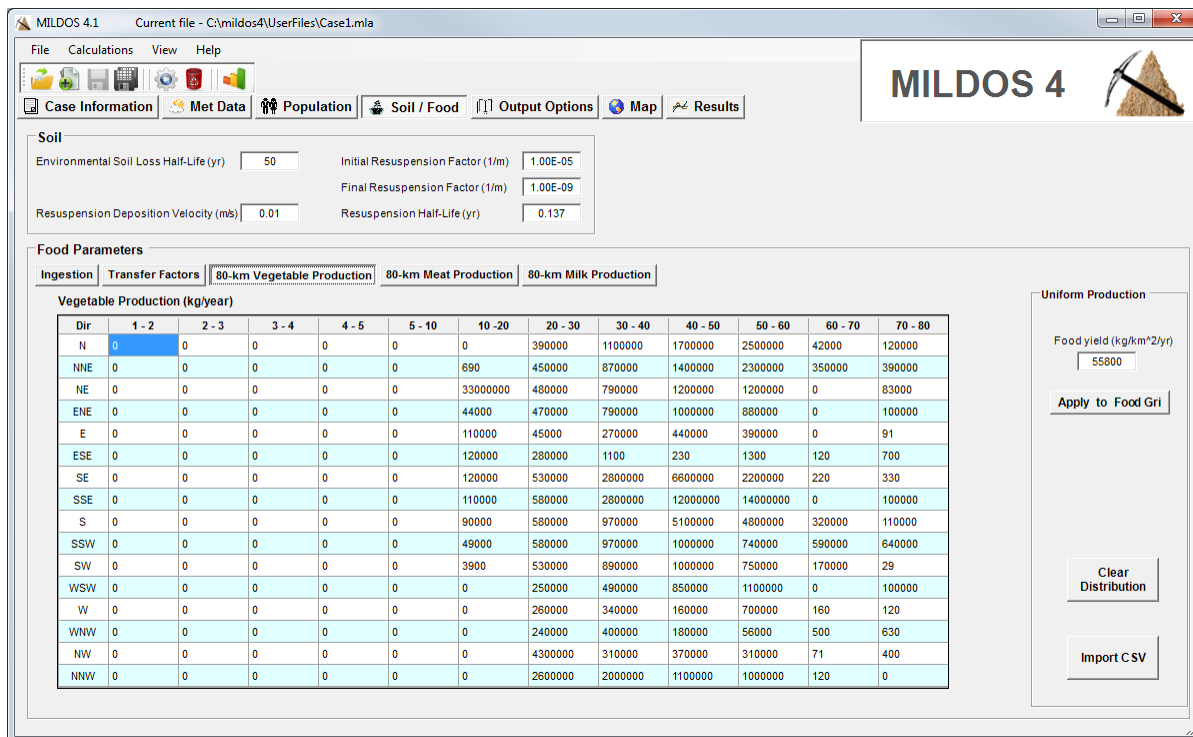 MILDOS 4.1 Current file - C:\mildos4\UserFiles\Case1.mla
File Calculations View Help
MILDOS 4
Case Information Met Data Population Soil / Food Output Options Map Results
Soil
Environmental Soil Loss Half-Life (yr) 50 Initial Resuspension Factor (1/m) 1.00E-05
Final Resuspension Factor (1/m) 1.00E-09
Resuspension Deposition Velocity (m/s) 0.01 Resuspension Half-Life (yr) 0.137
Food Parameters
Ingestion Transfer Factors 80-km Vegetable Production 80-km Meat Production 80-km Milk Production
Vegetable Production (kg/year)
Dir 1 - 2 2 - 3 3 - 4 4 - 5 5 - 10 10 -20 20 - 30 30 - 40 40 - 50 50 - 60 60 - 70 70 - 80
N 0 0 0 0 0 0 390000 1100000 1700000 2500000 42000 120000
NNE 0 0 0 0 0 690 450000 870000 1400000 2300000 350000 390000
NE 0 0 0 0 0 33000000 480000 790000 1200000 1200000 0 83000
ENE 0 0 0 0 0 44000 470000 790000 1000000 880000 0 100000
E 0 0 0 0 0 110000 45000 270000 440000 390000 0 91
ESE 0 0 0 0 0 120000 280000 1100 230 1300 120 700
SE 0 0 0 0 0 120000 530000 2800000 6600000 2200000 220 330
SSE 0 0 0 0 0 110000 580000 2800000 12000000 14000000 0 100000
S 0 0 0 0 0 90000 580000 970000 5100000 4800000 320000 110000
SSW 0 0 0 0 0 49000 580000 970000 1000000 740000 590000 640000
SW 0 0 0 0 0 3900 530000 890000 1000000 750000 170000 29
WSW 0 0 0 0 0 0 250000 490000 850000 1100000 0 100000
W 0 0 0 0 0 0 260000 340000 160000 700000 160 120
WNW 0 0 0 0 0 0 240000 400000 180000 56000 500 630
NW 0 0 0 0 0 0 4300000 310000 370000 310000 71 400
NNW 0 0 0 0 0 0 2600000 2000000 1100000 1000000 120 0
Uniform Production
Food yield (kg/km^2/yr)
55800
Apply to Food Gri
Clear
Distribution
Import CSV